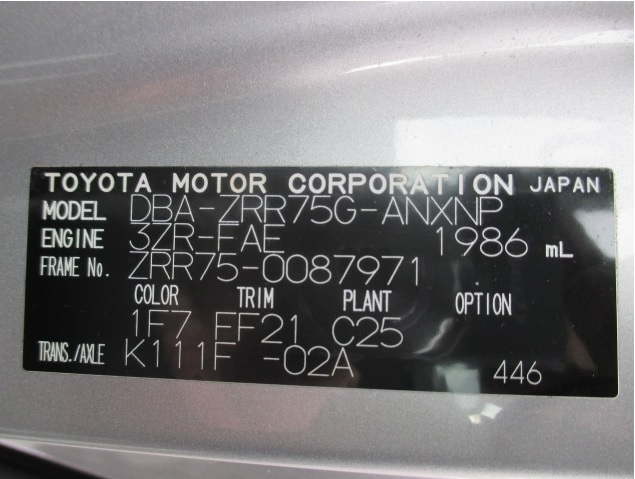 TOYOTA MOTOR CORPORATION JAPAN
MODEL DBA-ZRR75G-ANXNP
ENGINE 3ZR-FAE 1986 mL
FRAME No. ZRR75-0087971
COLOR TRIM PLANT OPTION
1F7 FF21 C25
TRANS./AXLE K111F -02A 446